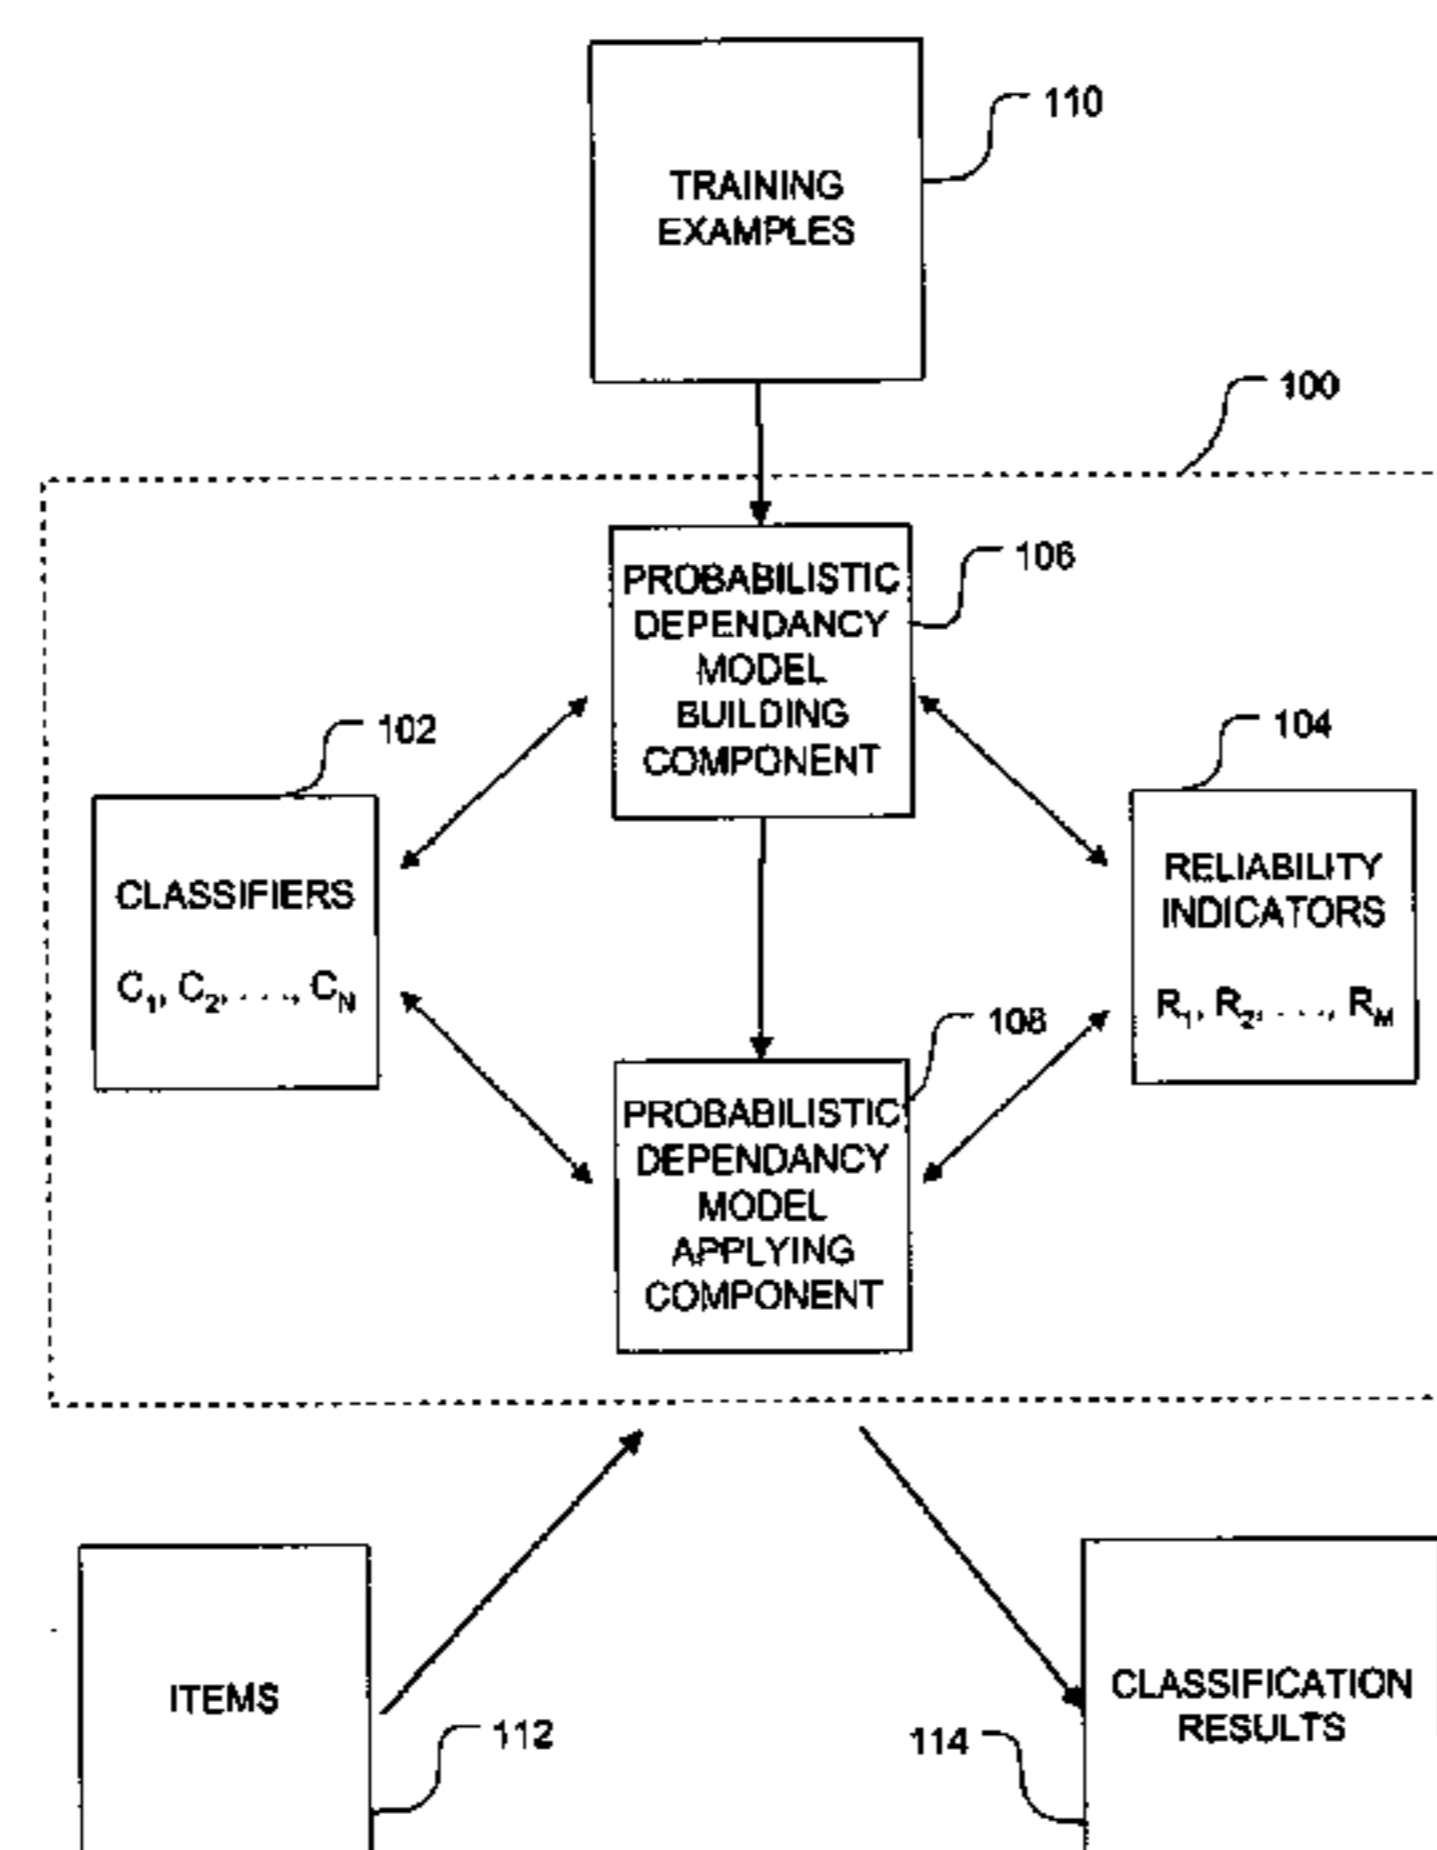 110
TRAINING
EXAMPLES
100
106
PROBABILISTIC
DEPENDANCY
MODEL
BUILDING
COMPONENT
102
104
CLASSIFIERS
C1, C2, . . . , CN
RELIABILITY
INDICATORS
R1, R2, . . . , RM
108
PROBABILISTIC
DEPENDANCY
MODEL
APPLYING
COMPONENT
ITEMS
112
CLASSIFICATION
RESULTS
114